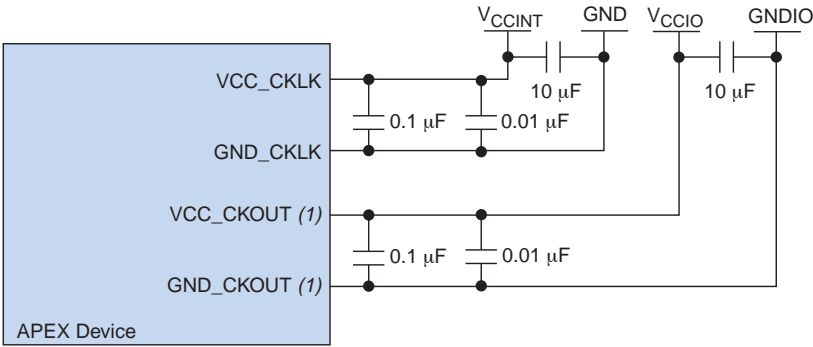 VCCINT GND VCCIO GNDIO
VCC_CKLK
10 μF 10 μF
0.1 μF 0.01 μF
GND_CKLK
VCC_CKOUT (1)
0.1 μF 0.01 μF
GND_CKOUT (1)
APEX Device